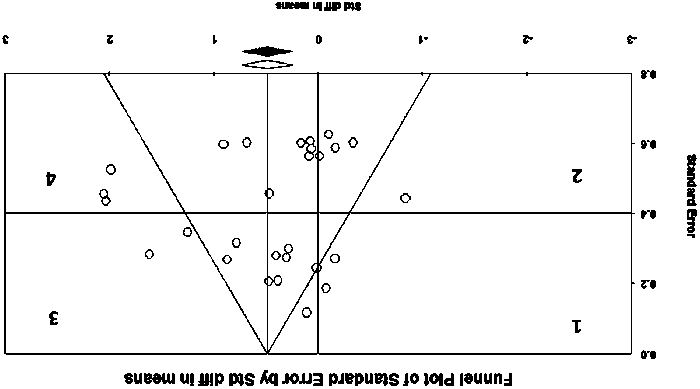 Funnel Plot of Standard Error by Std diff in means
0.0
1
3
0.2
Standard Error
0.4
2
4
0.6
0.8
-3 -2 -1 0 1 2 3
Std diff in means